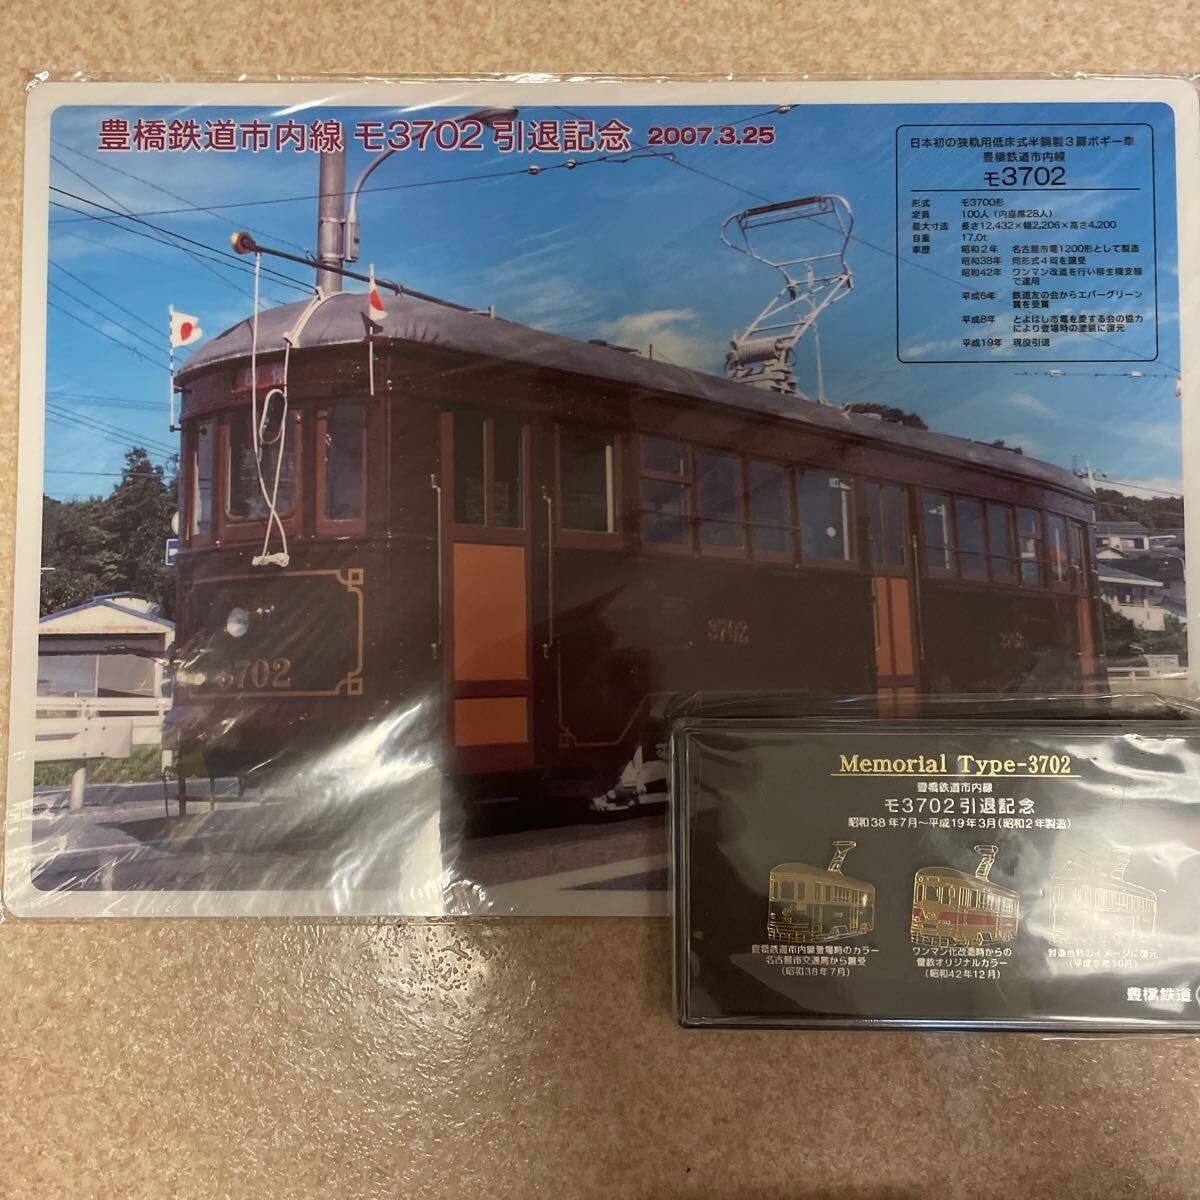 豊橋鉄道市内線 モ3702 引退記念 2007.3.25
日本初の狭軌用低床式半鋼製3扉ボギー車
豊橋鉄道市内線
モ3702
形式 モ3700形
定員 100人(内座席28人)
最大寸法 長さ12,432×幅2,206×高さ4,200
自重 17.0t
車歴 昭和2年 名古屋市電1200形として製造
昭和38年 同形式4両を譲受
昭和42年 ワンマン改造を行い柳生橋支線
で運用
平成6年 鉄道友の会からエバーグリーン
賞を受賞
平成8年 とよはし市電を愛する会の協力
により登場時の塗装に復元
平成19年 現役引退
3702
3702
3702
Memorial Type-3702
豊橋鉄道市内線
モ3702引退記念
昭和38年7月~平成19年3月(昭和2年製造)
豊橋鉄道市内線登場時のカラー
名古屋市交通局から譲受
(昭和38年7月)
ワンマン化改造時からの
豊鉄オリジナルカラー
(昭和42年12月)
製造当時のイメージに復元
(平成8年10月)
豊橋鉄道